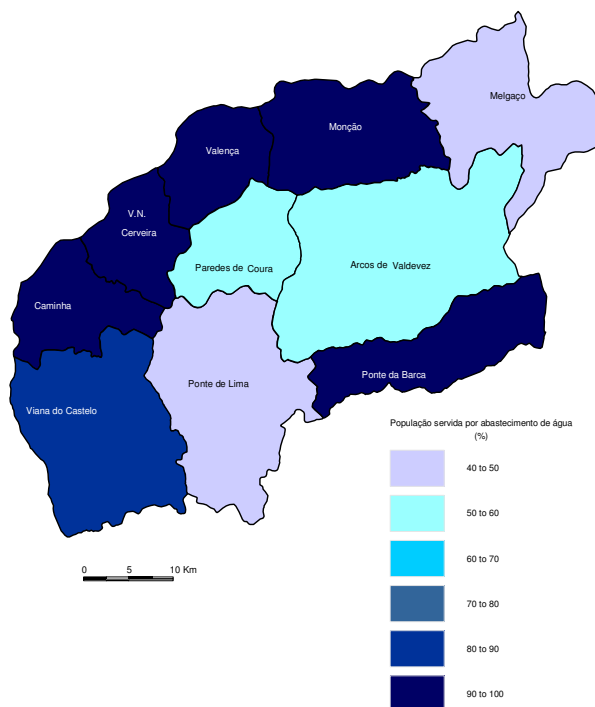 Melgaço
Monção
Valença
V.N.
Cerveira
Paredes de Coura
Arcos de Valdevez
Caminha
Ponte da Barca
Ponte de Lima
Viana do Castelo
População servida por abastecimento de água
(%)
40 to 50
50 to 60
60 to 70
70 to 80
80 to 90
90 to 100
0 5 10 Km